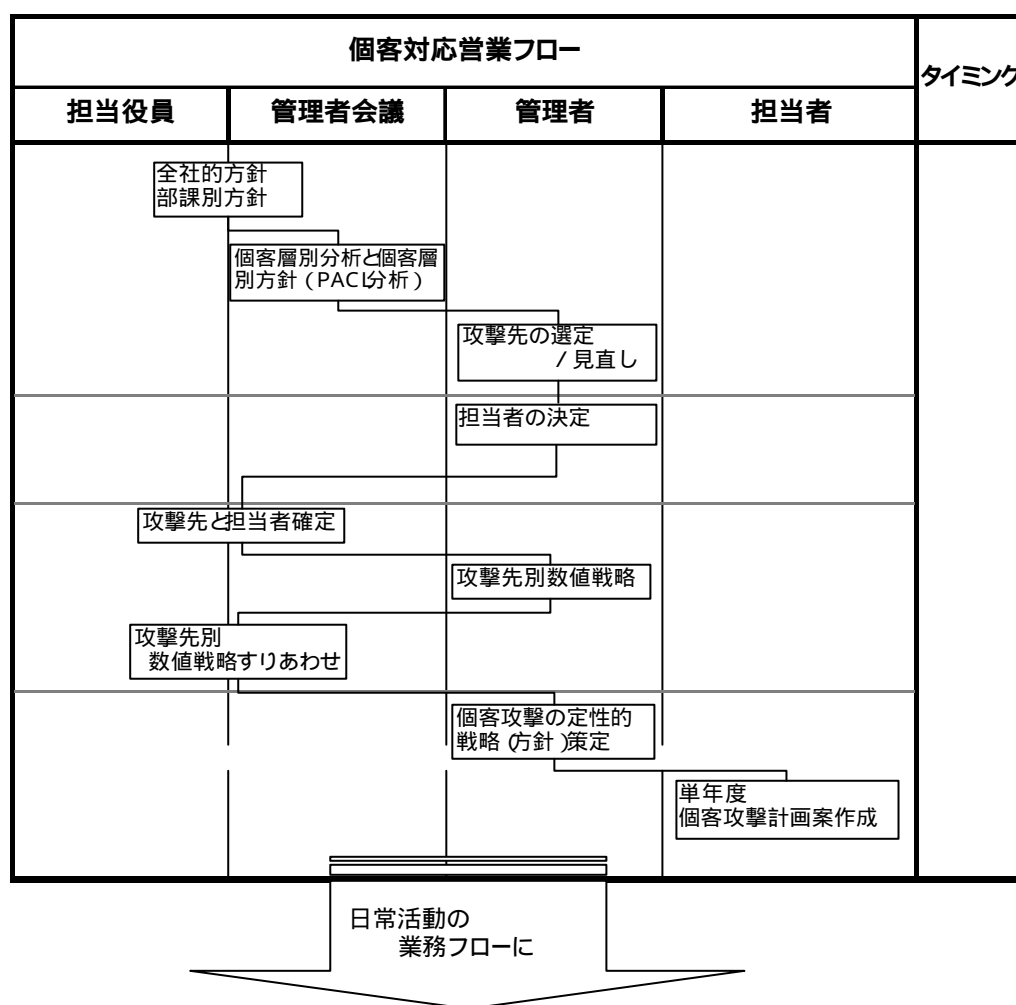 個客対応営業フロー
タイミング
担当役員
管理者会議
管理者
担当者
全社的方針
部課別方針
個客層別分析と個客層
別方針(PACL分析)
攻撃先の選定
/見直し
担当者の決定
攻撃先と担当者確定
攻撃先別数値戦略
攻撃先別
数値戦略すりあわせ
個客攻撃の定性的
戦略(方針)策定
単年度
個客攻撃計画案作成
日常活動の
業務フローに